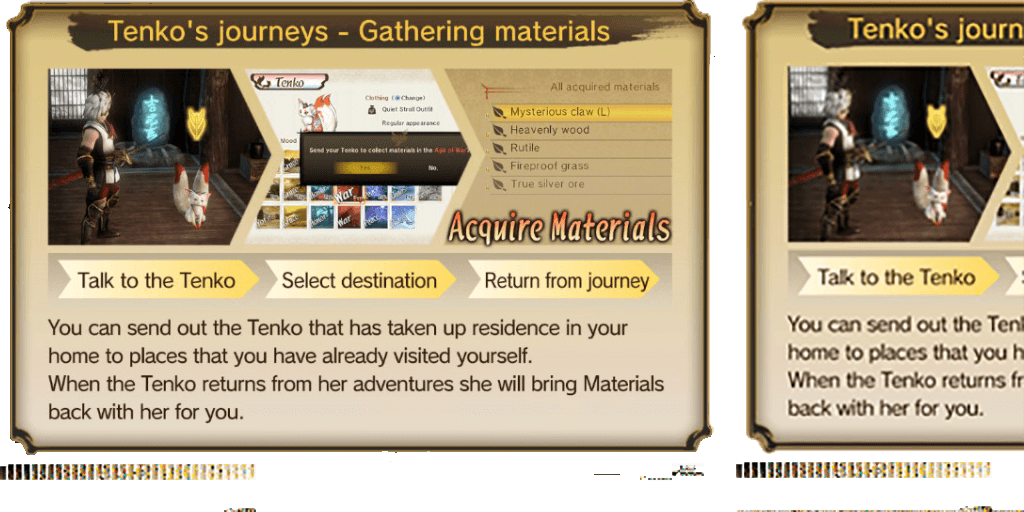 Tenko's journeys - Gathering materials
Tenko
Clothing (Change)
Quiet Stroll Outfit
Regular appearance
Mood
Send your Tenko to collect materials in the Age of War?
Yes
No.
War
All acquired materials
Mysterious claw (L)
Heavenly wood
Rutile
Fireproof grass
True silver ore
Acquire Materials
Talk to the Tenko
Select destination
Return from journey
You can send out the Tenko that has taken up residence in your
home to places that you have already visited yourself.
When the Tenko returns from her adventures she will bring Materials
back with her for you.
Tenko's journ
Talk to the Tenko
You can send out the Tenk
home to places that you h
When the Tenko returns fr
back with her for you.